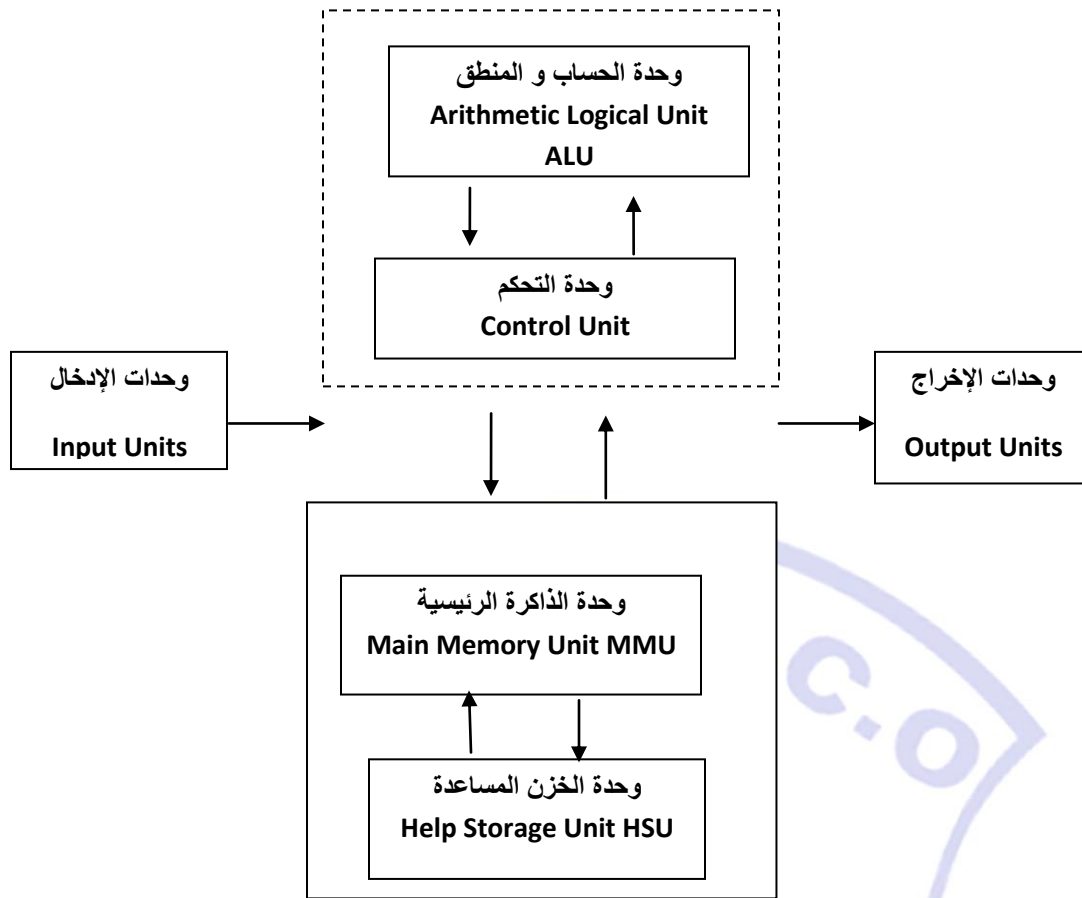 وحدة الحساب و المنطق
Arithmetic Logical Unit
ALU
وحدة التحكم
Control Unit
وحدات الإدخال
Input Units
وحدات الإخراج
Output Units
وحدة الذاكرة الرئيسية
Main Memory Unit MMU
وحدة الخزن المساعدة
Help Storage Unit HSU
c.o